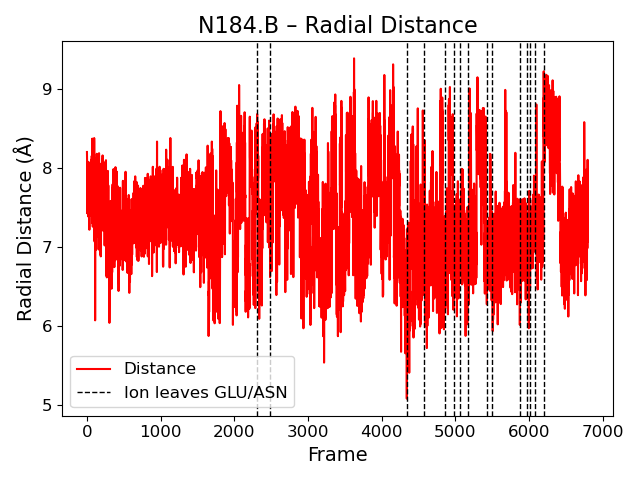 N184.B – Radial Distance
Radial Distance (Å)
9
8
7
6
5
Distance
Ion leaves GLU/ASN
0 1000 2000 3000 4000 5000 6000 7000
Frame